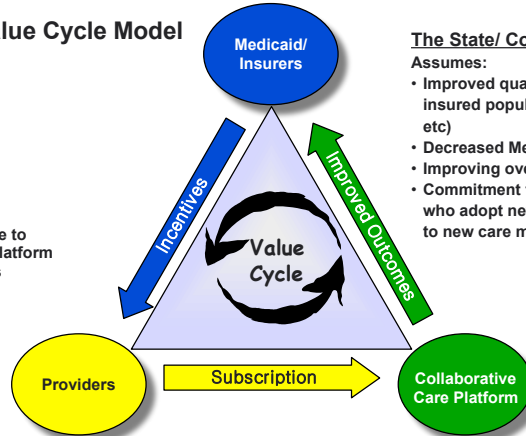 alue Cycle Model
Medicaid/
Insurers
The State/ Co
Assumes:
• Improved qua
insured popul
etc)
• Decreased Me
• Improving ove
• Commitment
who adopt ne
to new care m
Incentives
Improved Outcomes
Value
Cycle
e to
latform
s
Providers
Subscription
Collaborative
Care Platform